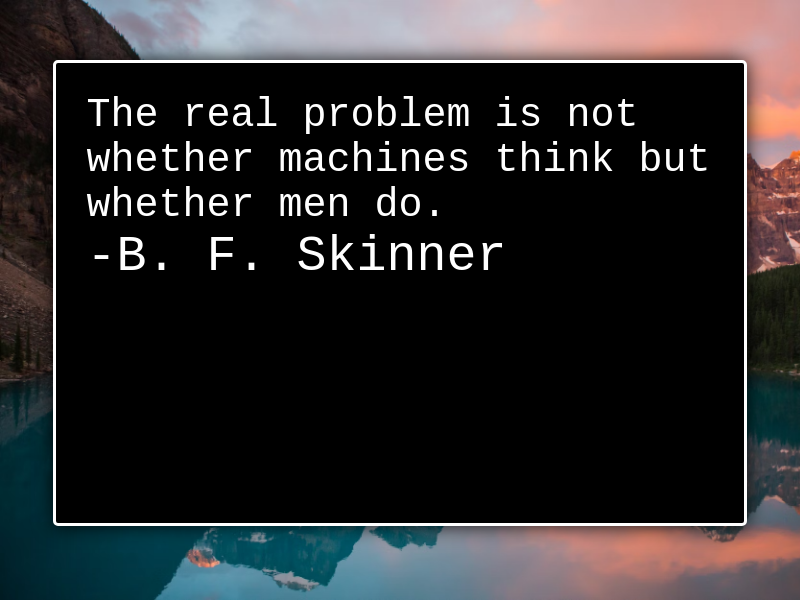 The real problem is not
whether machines think but
whether men do.
-B. F. Skinner